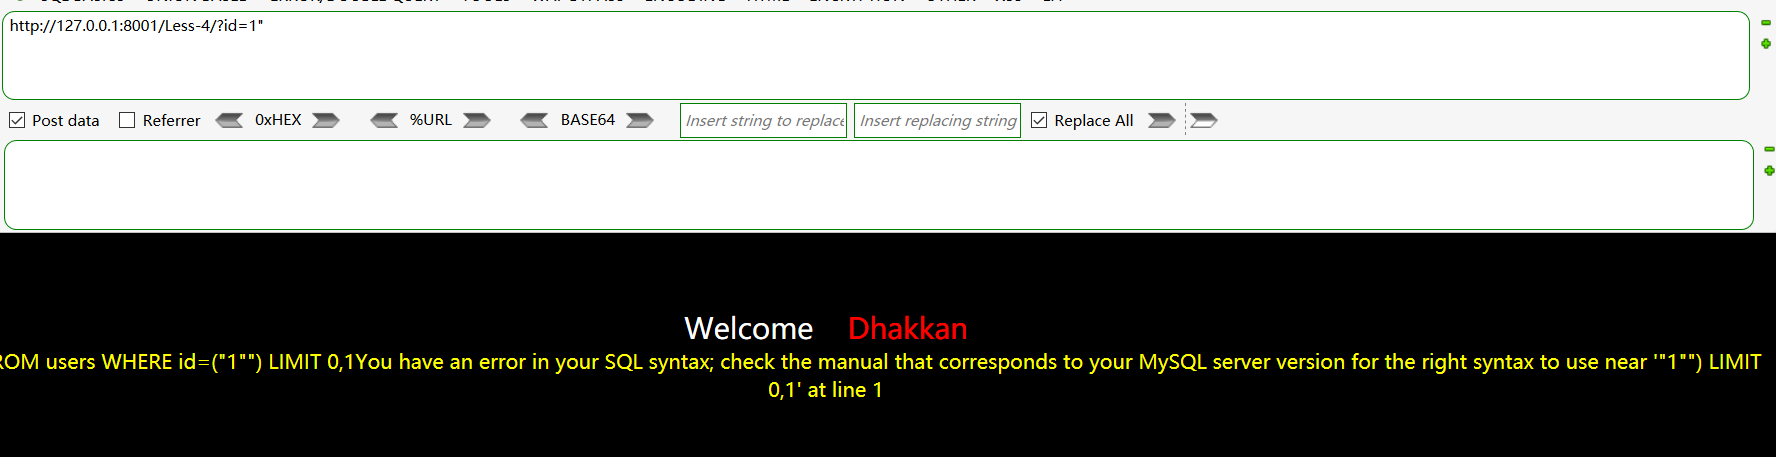 http://127.0.0.1:8001/Less-4/?id=1"
Post data Referrer 0xHEX %URL BASE64 Insert string to replace Insert replacing string Replace All
Welcome Dhakkan
ROM users WHERE id=("1"") LIMIT 0,1You have an error in your SQL syntax; check the manual that corresponds to your MySQL server version for the right syntax to use near '"1"") LIMIT
0,1' at line 1